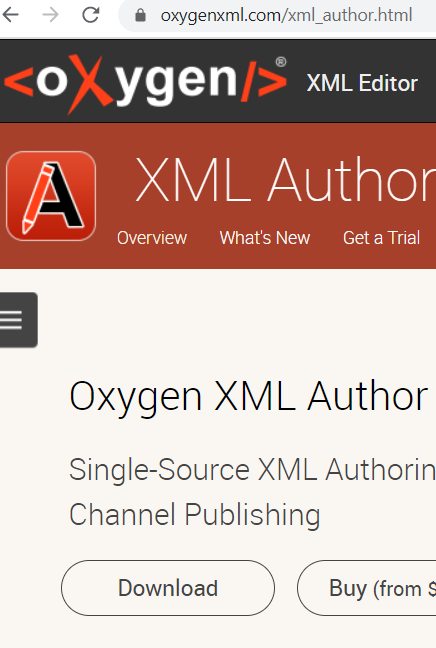 oxygenxml.com/xml_author.html
<oXygen/>® XML Editor
XML Author
Overview What's New Get a Trial
Oxygen XML Author
Single-Source XML Authorin
Channel Publishing
Download Buy (from $